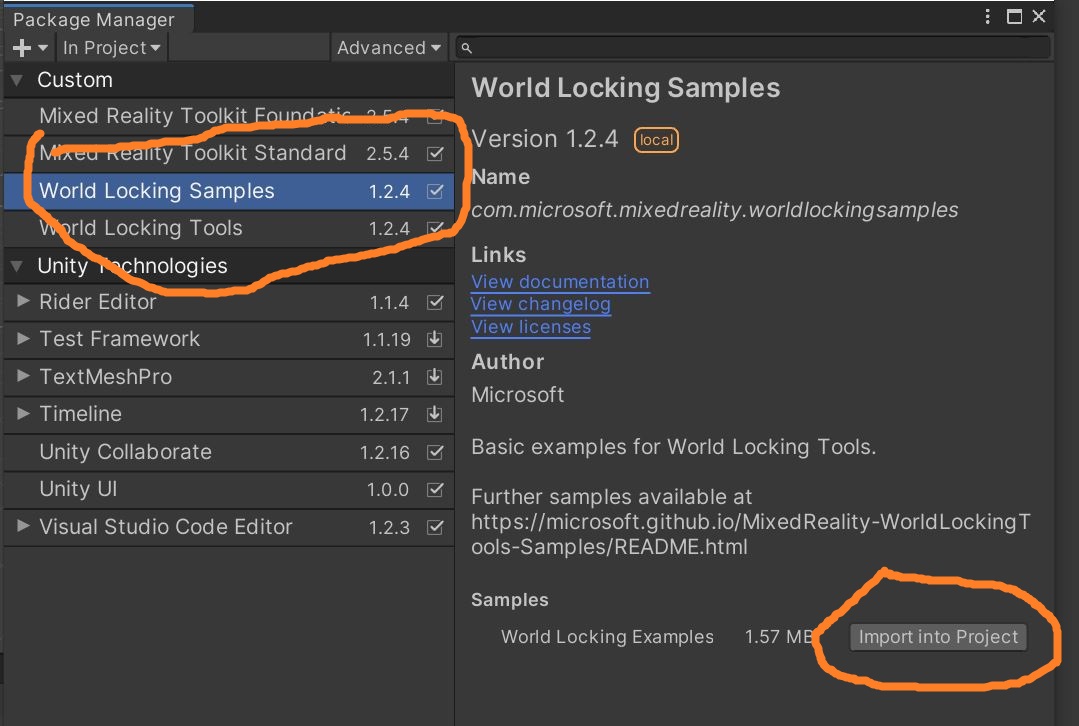 Package Manager
In Project
Advanced
Custom
Mixed Reality Toolkit Foundatic 2.5.4
Mixed Reality Toolkit Standard 2.5.4
World Locking Samples 1.2.4
World Locking Tools 1.2.4
Unity Technologies
Rider Editor 1.1.4
Test Framework 1.1.19
TextMeshPro 2.1.1
Timeline 1.2.17
Unity Collaborate 1.2.16
Unity UI 1.0.0
Visual Studio Code Editor 1.2.3
World Locking Samples
Version 1.2.4 local
Name
com.microsoft.mixedreality.worldlockingsamples
Links
View documentation
View changelog
View licenses
Author
Microsoft
Basic examples for World Locking Tools.
Further samples available at
https://microsoft.github.io/MixedReality-WorldLockingT
ools-Samples/README.html
Samples
World Locking Examples 1.57 MB Import into Project